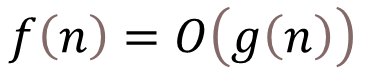 f(n) = O(g(n))